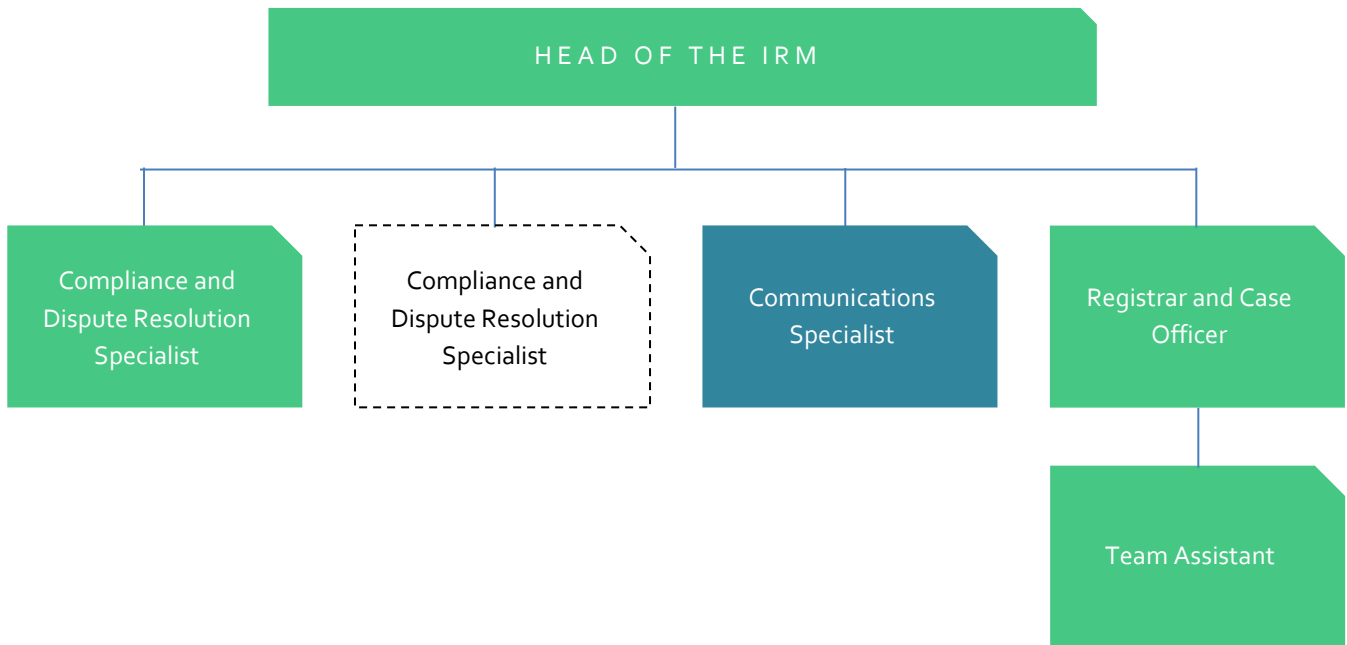 HEAD OF THE IRM
Compliance and
Dispute Resolution
Specialist
Compliance and
Dispute Resolution
Specialist
Communications
Specialist
Registrar and Case
Officer
Team Assistant